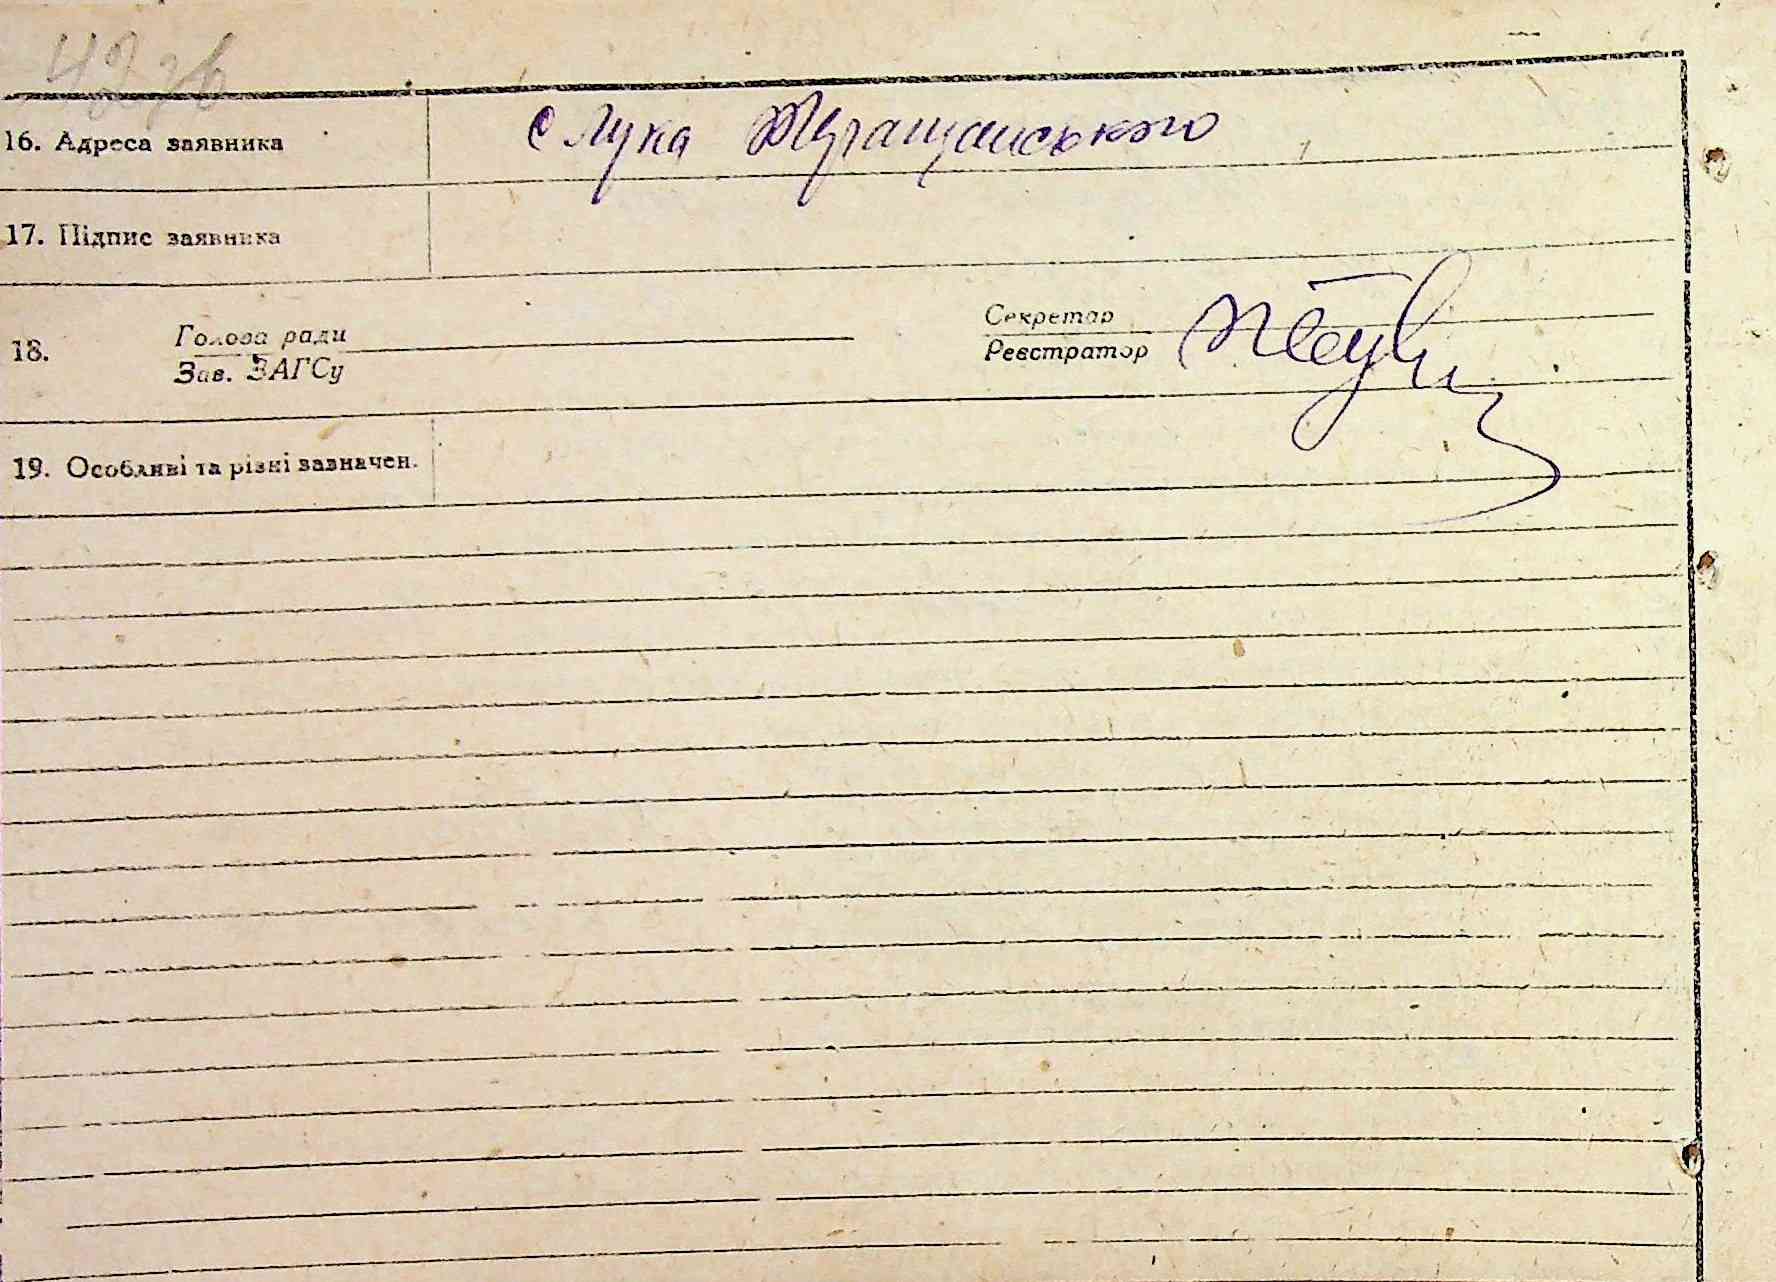 16. Адреса заявника с Лука Таращанського
17. Підпис заявника
18. Голова ради Секретар
Зав. ЗАГСу Реєстратор
19. Особливі та різні зазначен.